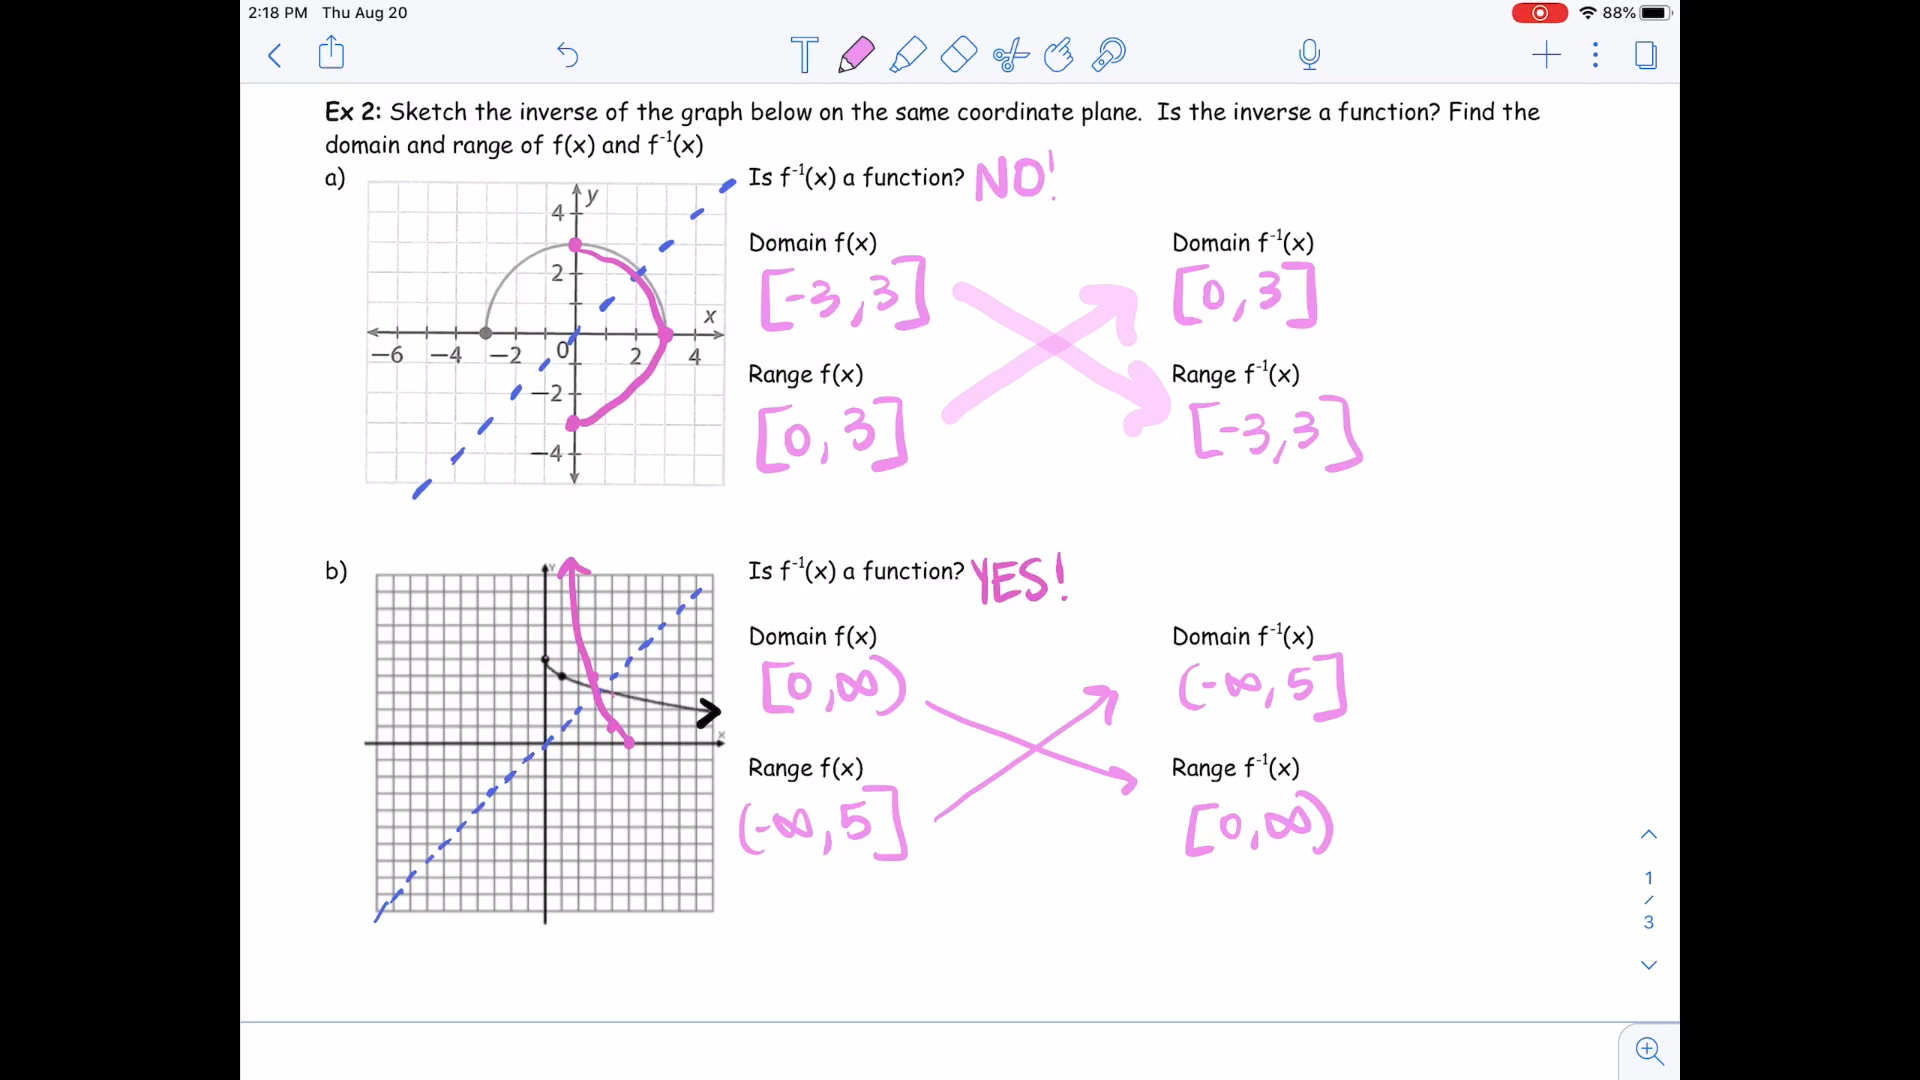 2:18 PM Thu Aug 20
88%
T
Ex 2: Sketch the inverse of the graph below on the same coordinate plane. Is the inverse a function? Find the
domain and range of f(x) and f⁻¹(x)
a)
Is f⁻¹(x) a function? NO!
y
4
2
x
−6 −4 −2 0 2 4
−2
−4
Domain f(x)
Domain f⁻¹(x)
[-3,3]
[0,3]
Range f(x)
Range f⁻¹(x)
[0,3]
[-3,3]
b)
Y
X
Is f⁻¹(x) a function? YES!
Domain f(x)
Domain f⁻¹(x)
[0,∞)
(-∞,5]
Range f(x)
Range f⁻¹(x)
(-∞,5]
[0,∞)
1
/
3